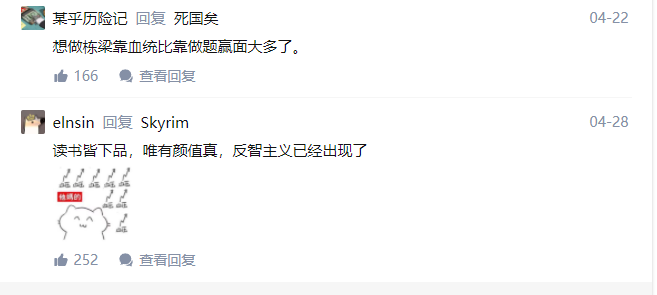 某乎历险记 回复 死国矣 04-22
想做栋梁靠血统比靠做题赢面大多了。
166 查看回复
elnsin 回复 Skyrim 04-28
读书皆下品，唯有颜值真，反智主义已经出现了
252 查看回复